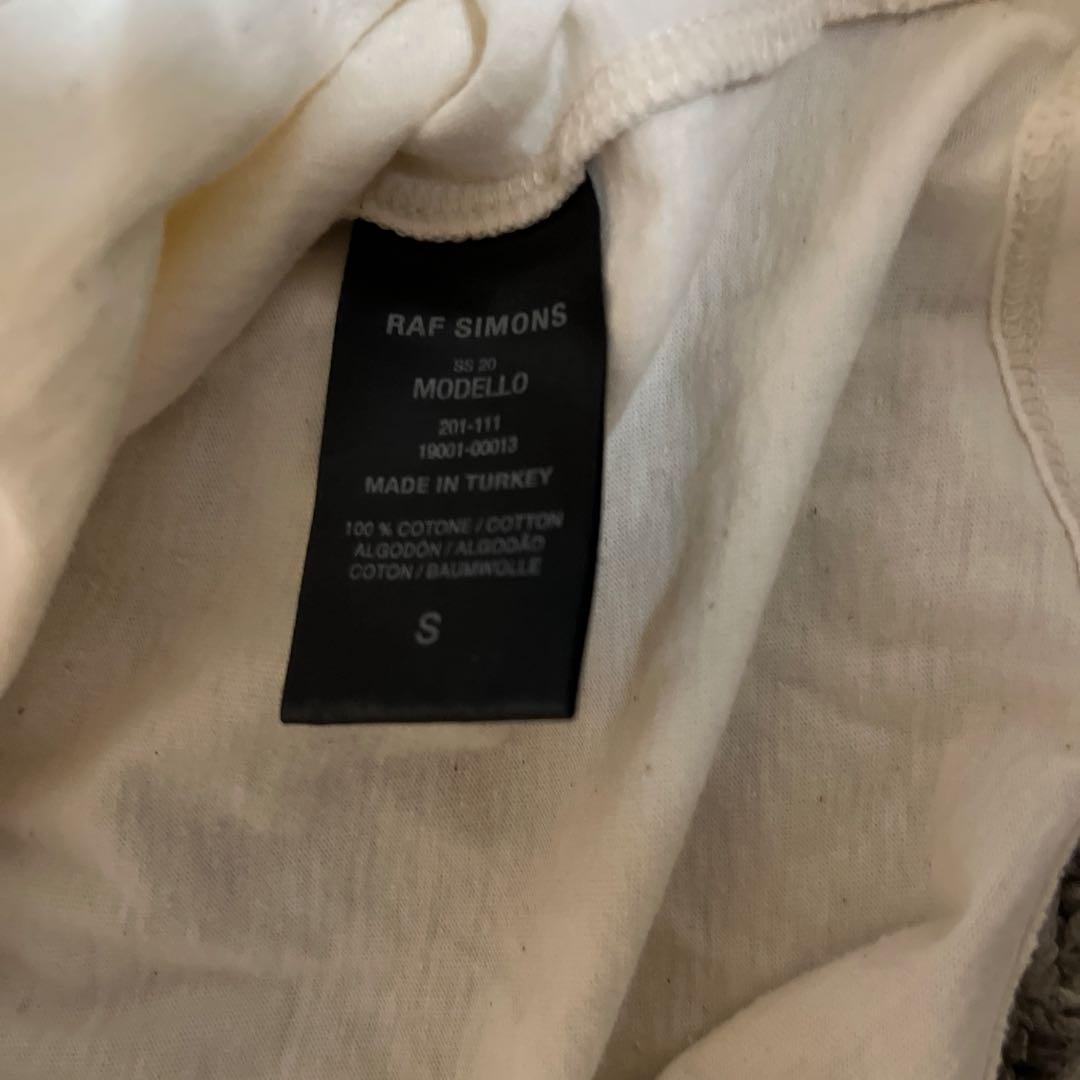 RAF SIMONS
SS 20
MODELLO
201-111
19001-00013
MADE IN TURKEY
100 % COTONE / COTTON
ALGODÓN / ALGODÃO
COTON / BAUMWOLLE
S